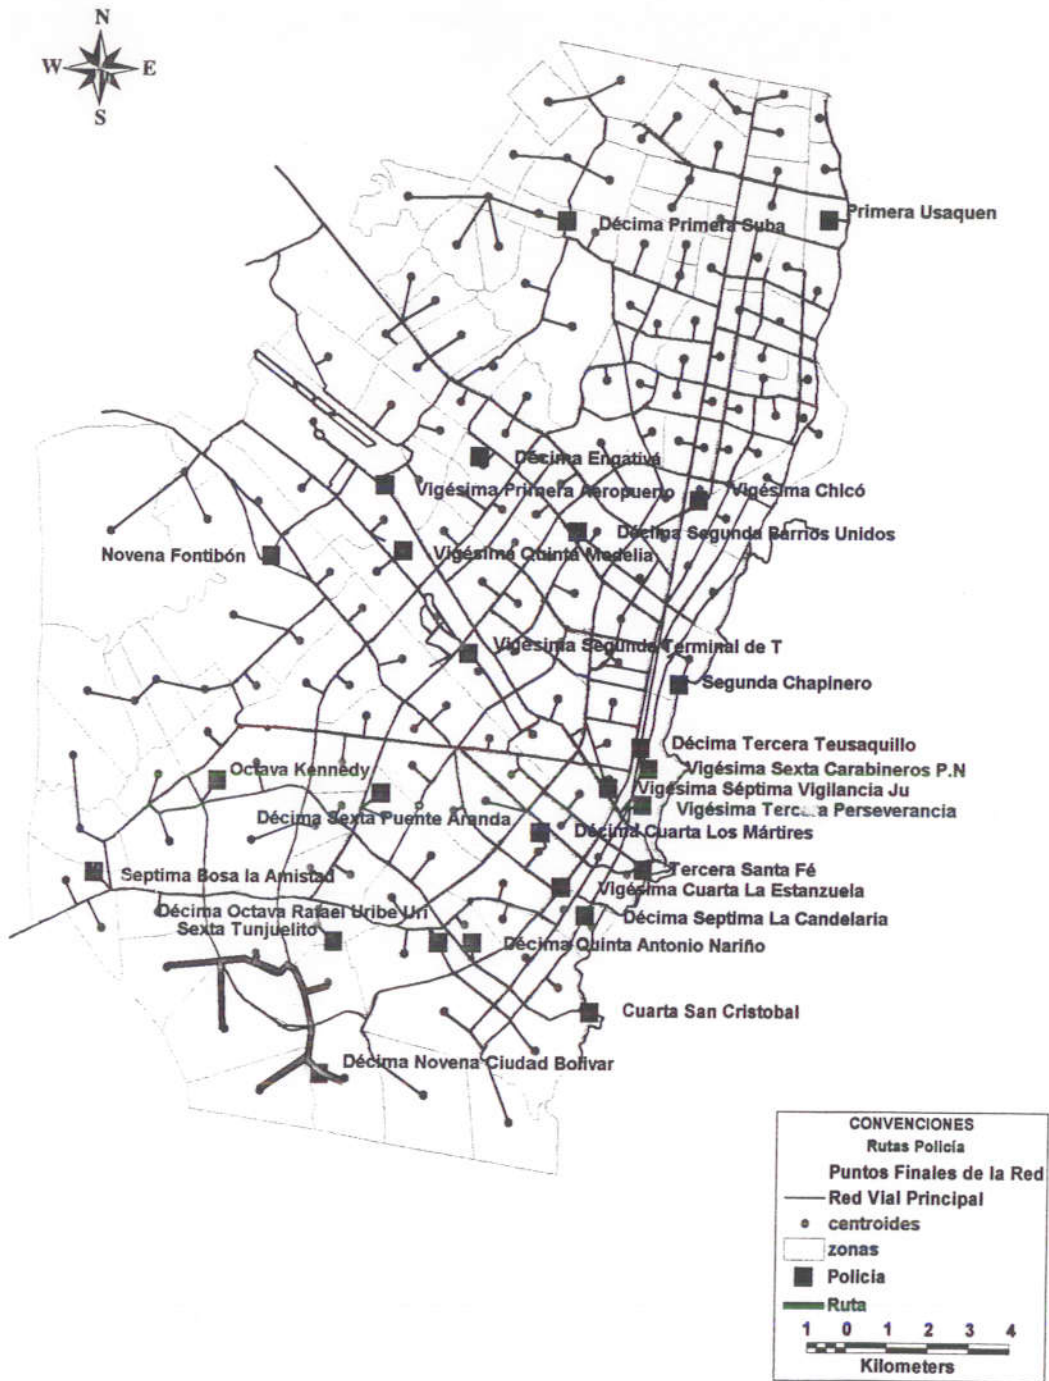 N
W E
S
Primera Usaquen
Décima Primera Suba
Décima Engativá
Vigésima Primera Aeropuerto
Vigésima Chicó
Décima Segunda Barrios Unidos
Novena Fontibón
Vigésima Quinta Modelia
Vigésima Segunda Terminal de T
Segunda Chapinero
Décima Tercera Teusaquillo
Octava Kennedy
Vigésima Sexta Carabineros P.N
Vigésima Séptima Vigilancia Ju
Vigésima Tercera Perseverancia
Décima Sexta Puente Aranda
Décima Cuarta Los Mártires
Septima Bosa la Amistad
Tercera Santa Fé
Vigésima Cuarta La Estanzuela
Décima Octava Rafael Uribe Uri
Décima Septima La Candelaria
Sexta Tunjuelito
Décima Quinta Antonio Nariño
Cuarta San Cristobal
Décima Novena Ciudad Bolivar
CONVENCIONES
Rutas Policía
Puntos Finales de la Red
Red Vial Principal
centroides
zonas
Policia
Ruta
1 0 1 2 3 4
Kilometers